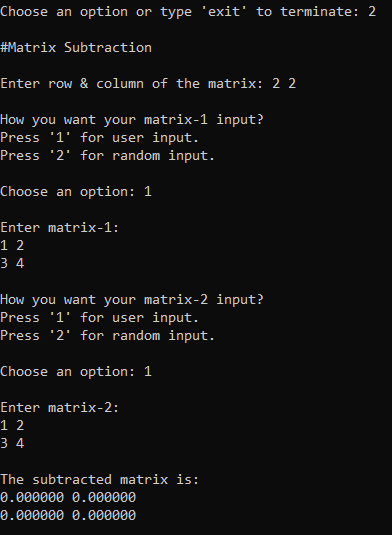 Choose an option or type 'exit' to terminate: 2
#Matrix Subtraction
Enter row & column of the matrix: 2 2
How you want your matrix-1 input?
Press '1' for user input.
Press '2' for random input.
Choose an option: 1
Enter matrix-1:
1 2
3 4
How you want your matrix-2 input?
Press '1' for user input.
Press '2' for random input.
Choose an option: 1
Enter matrix-2:
1 2
3 4
The subtracted matrix is:
0.000000 0.000000
0.000000 0.000000